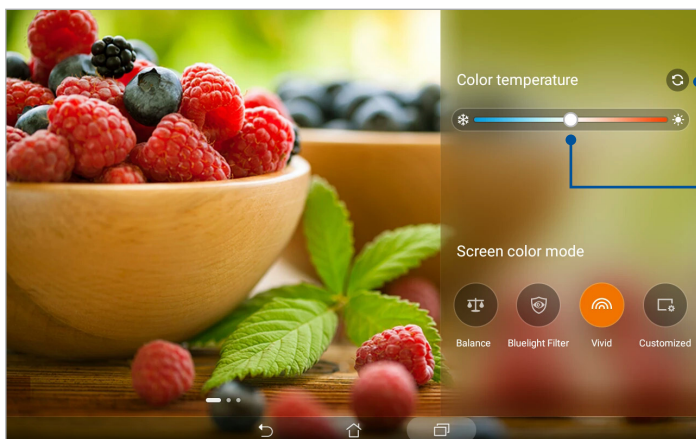 Color temperature
Screen color mode
Balance
Bluelight Filter
Vivid
Customized